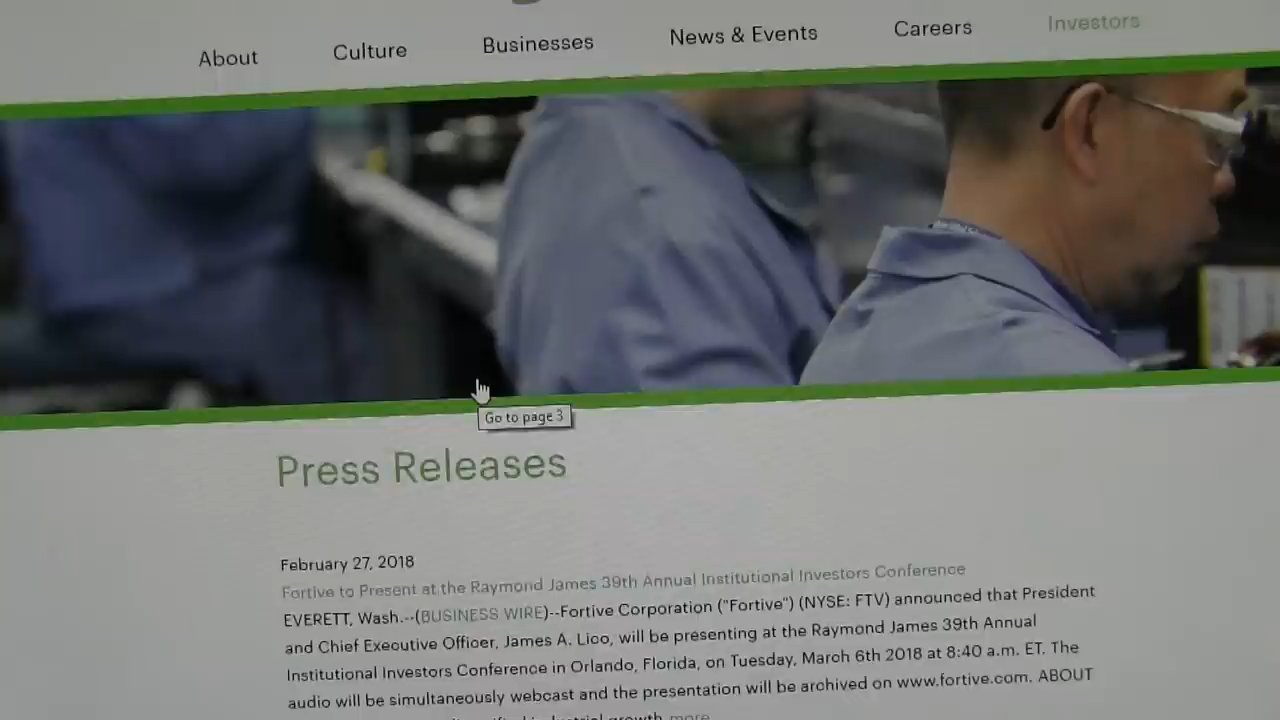 About
Culture
Businesses
News & Events
Careers
Investors
Go to page 3
Press Releases
February 27, 2018
Fortive to Present at the Raymond James 39th Annual Institutional Investors Conference
EVERETT, Wash.--(BUSINESS WIRE)--Fortive Corporation ("Fortive") (NYSE: FTV) announced that President
and Chief Executive Officer, James A. Lico, will be presenting at the Raymond James 39th Annual
Institutional Investors Conference in Orlando, Florida, on Tuesday, March 6th 2018 at 8:40 a.m. ET. The
audio will be simultaneously webcast and the presentation will be archived on www.fortive.com. ABOUT
industrial growth more